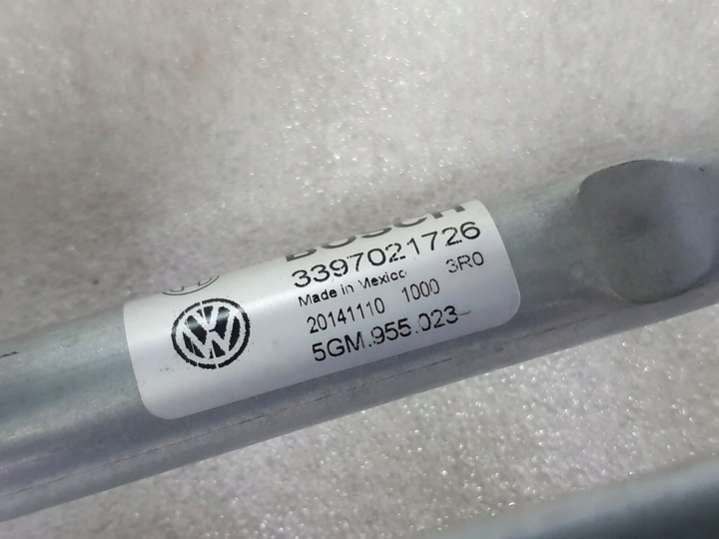 BOSCH
3397021726
Made in Mexico 3R0
20141110 1000
5GM.955.023